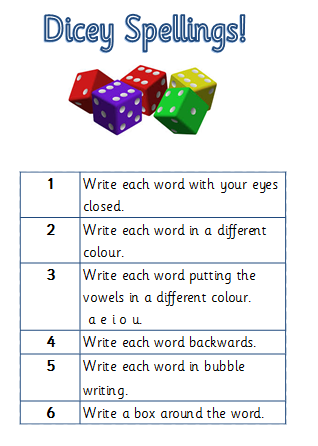 Dicey Spellings!
1 Write each word with your eyes
closed.
2 Write each word in a different
colour.
3 Write each word putting the
vowels in a different colour.
a e i o u.
4 Write each word backwards.
5 Write each word in bubble
writing.
6 Write a box around the word.